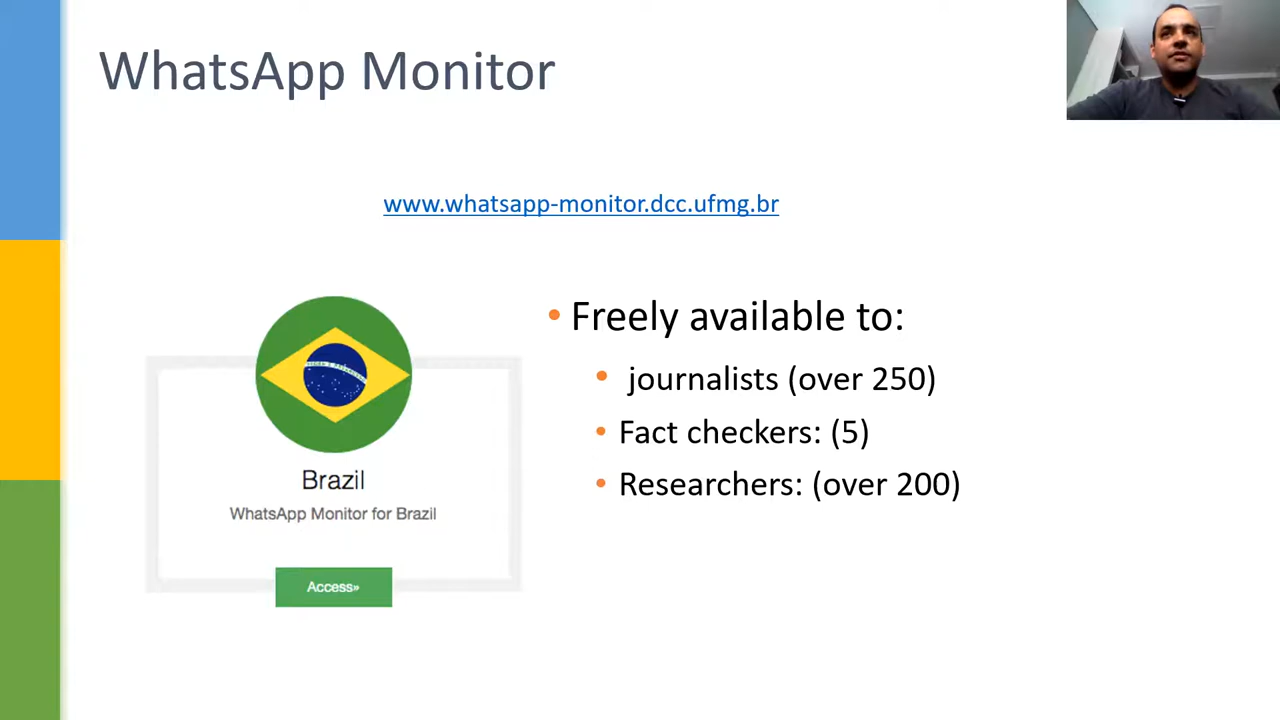 WhatsApp Monitor
www.whatsapp-monitor.dcc.ufmg.br
• Freely available to:
• journalists (over 250)
• Fact checkers: (5)
• Researchers: (over 200)
Brazil
WhatsApp Monitor for Brazil
Access»